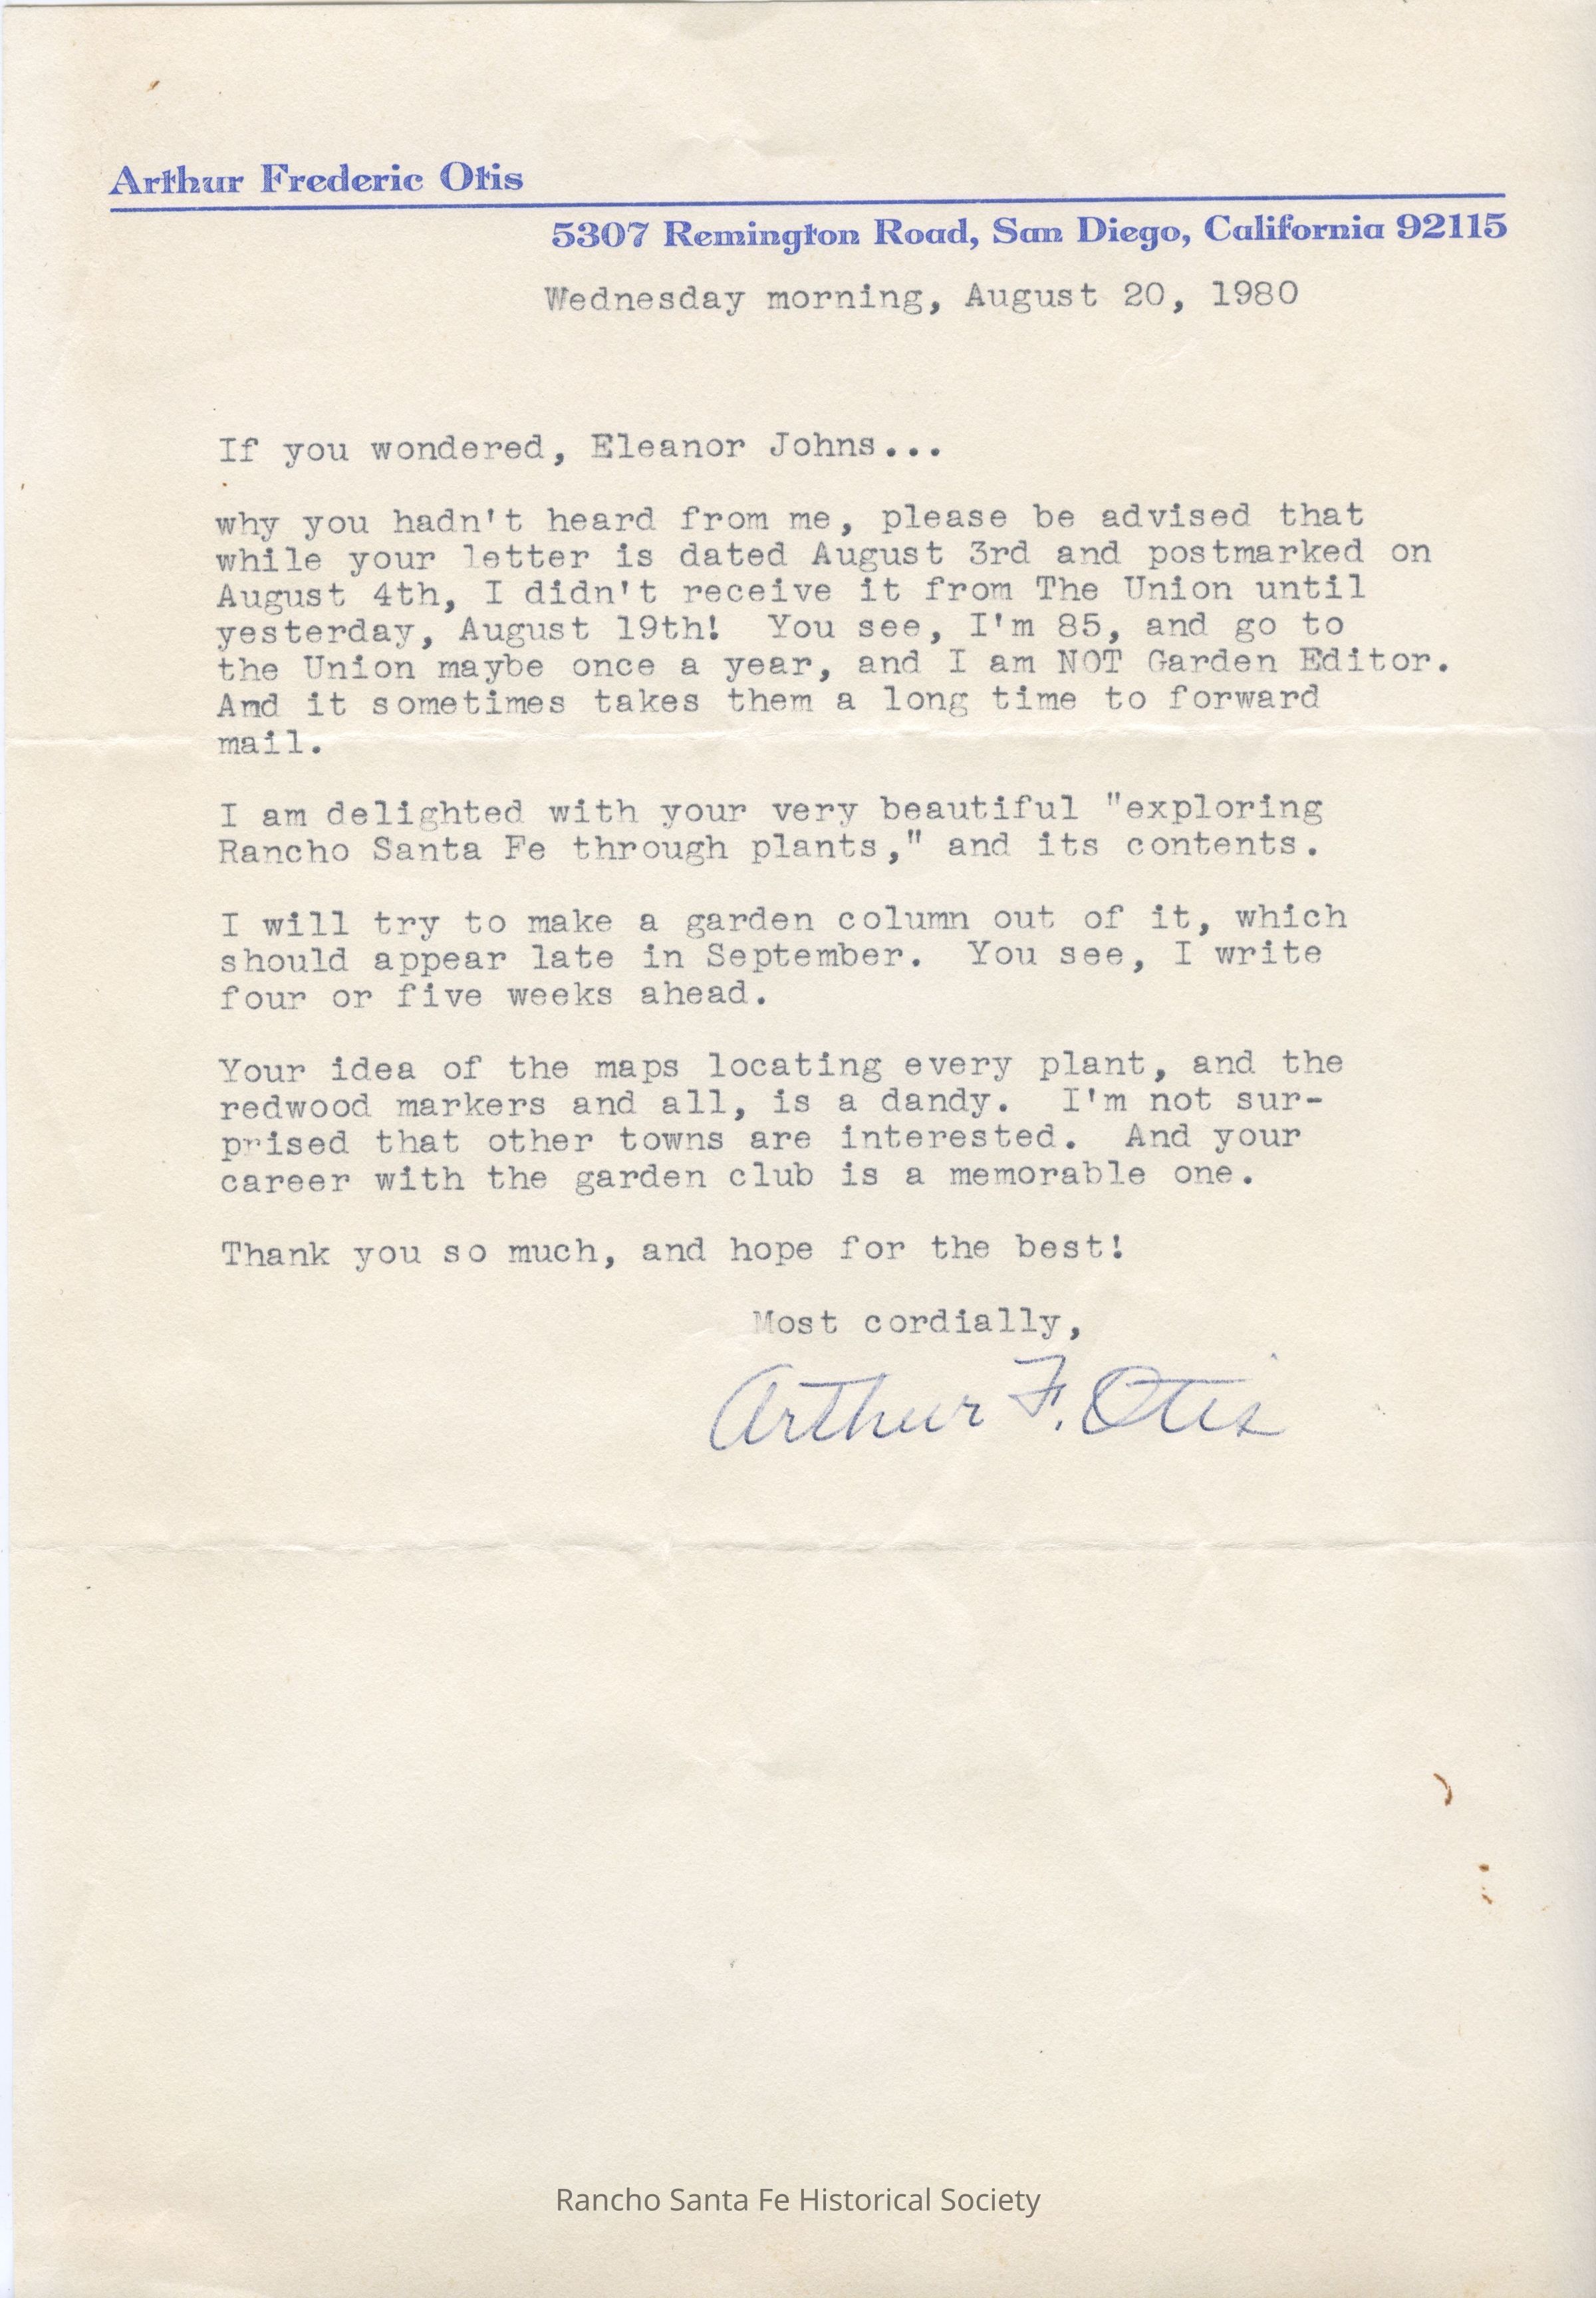 Arthur Frederic Otis
5307 Remington Road, San Diego, California 92115
Wednesday morning, August 20, 1980
If you wondered, Eleanor Johns...
why you hadn't heard from me, please be advised that
while your letter is dated August 3rd and postmarked on
August 4th, I didn't receive it from The Union until
yesterday, August 19th!  You see, I'm 85, and go to
the Union maybe once a year, and I am NOT Garden Editor.
And it sometimes takes them a long time to forward
mail.
I am delighted with your very beautiful "exploring
Rancho Santa Fe through plants," and its contents.
I will try to make a garden column out of it, which
should appear late in September.  You see, I write
four or five weeks ahead.
Your idea of the maps locating every plant, and the
redwood markers and all, is a dandy.  I'm not sur-
prised that other towns are interested.  And your
career with the garden club is a memorable one.
Thank you so much, and hope for the best!
Most cordially,
Arthur F. Otis
Rancho Santa Fe Historical Society